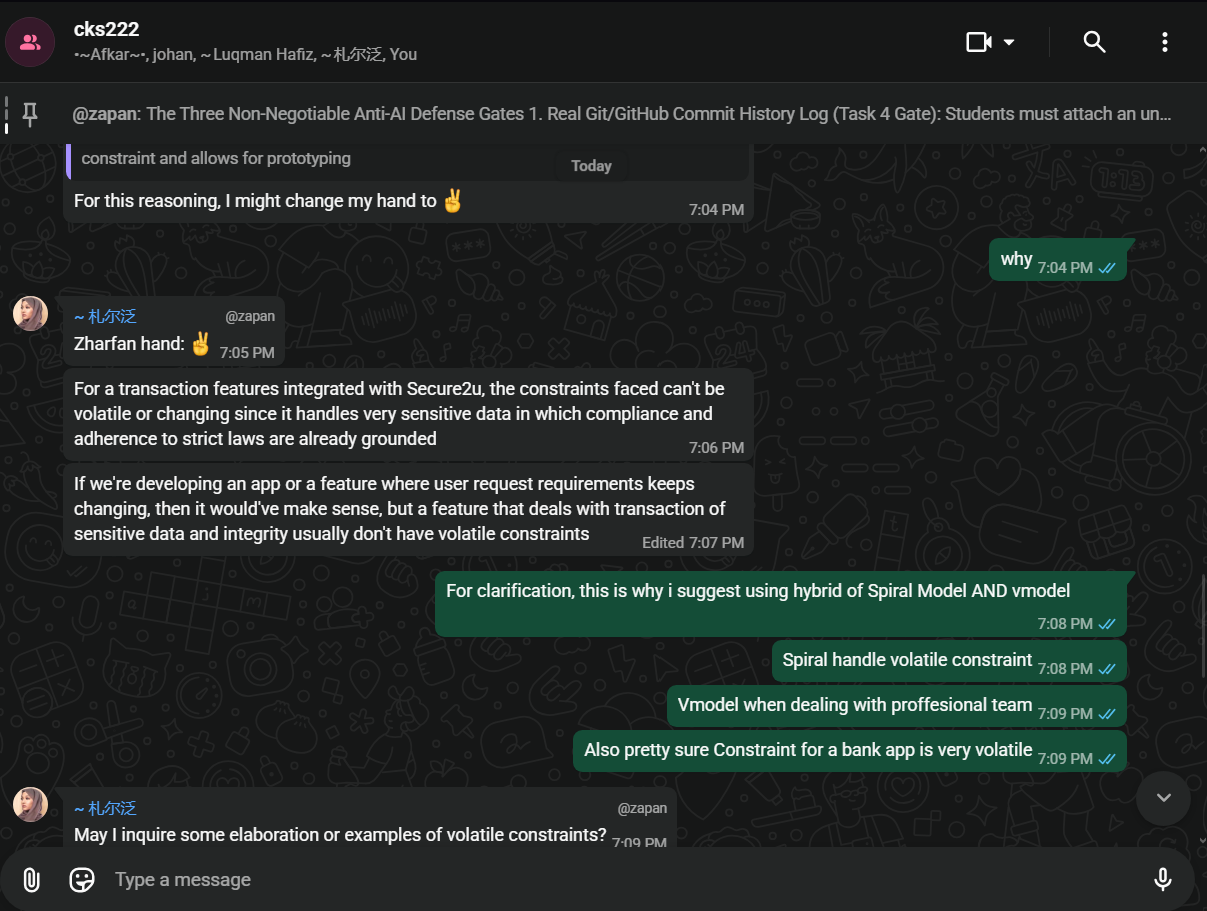 cks222
•~Afkar~•, johan, ~Luqman Hafiz, ~札尔泛, You
@zapan: The Three Non-Negotiable Anti-AI Defense Gates 1. Real Git/GitHub Commit History Log (Task 4 Gate): Students must attach an un...
constraint and allows for prototyping
Today
For this reasoning, I might change my hand to ✌️
7:04 PM
why 7:04 PM
~札尔泛 @zapan
Zharfan hand: ✌️ 7:05 PM
For a transaction features integrated with Secure2u, the constraints faced can't be
volatile or changing since it handles very sensitive data in which compliance and
adherence to strict laws are already grounded
7:06 PM
If we're developing an app or a feature where user request requirements keeps
changing, then it would've make sense, but a feature that deals with transaction of
sensitive data and integrity usually don't have volatile constraints
Edited 7:07 PM
For clarification, this is why i suggest using hybrid of Spiral Model AND vmodel
7:08 PM
Spiral handle volatile constraint 7:08 PM
Vmodel when dealing with proffesional team 7:09 PM
Also pretty sure Constraint for a bank app is very volatile 7:09 PM
~札尔泛 @zapan
May I inquire some elaboration or examples of volatile constraints? 7:09 PM
Type a message